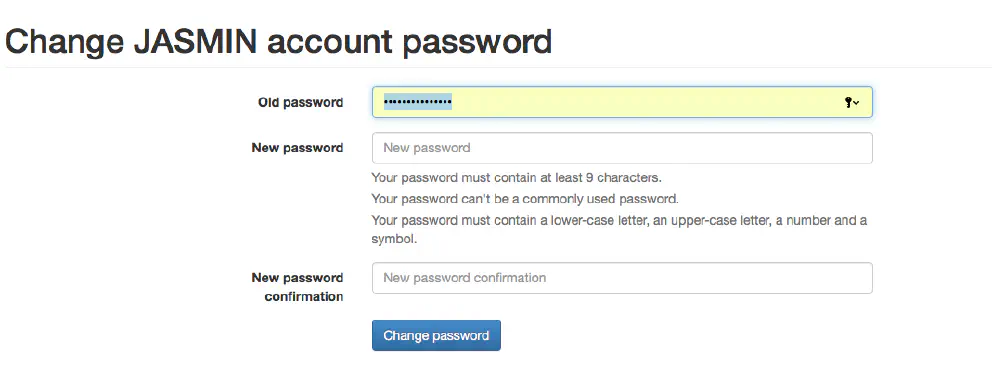 Change JASMIN account password
Old password
••••••••••••••
New password
New password
Your password must contain at least 9 characters.
Your password can't be a commonly used password.
Your password must contain a lower-case letter, an upper-case letter, a number and a
symbol.
New password
confirmation
New password confirmation
Change password